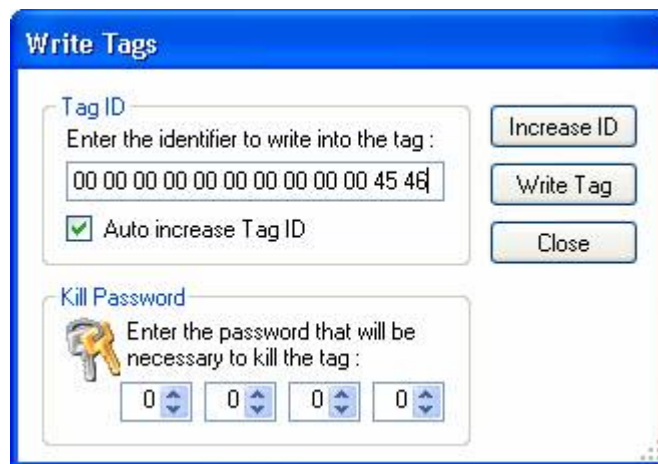 Write Tags
Tag ID
Enter the identifier to write into the tag :
00 00 00 00 00 00 00 00 00 00 45 46
Auto increase Tag ID
Increase ID
Write Tag
Close
Kill Password
Enter the password that will be
necessary to kill the tag :
0 0 0 0